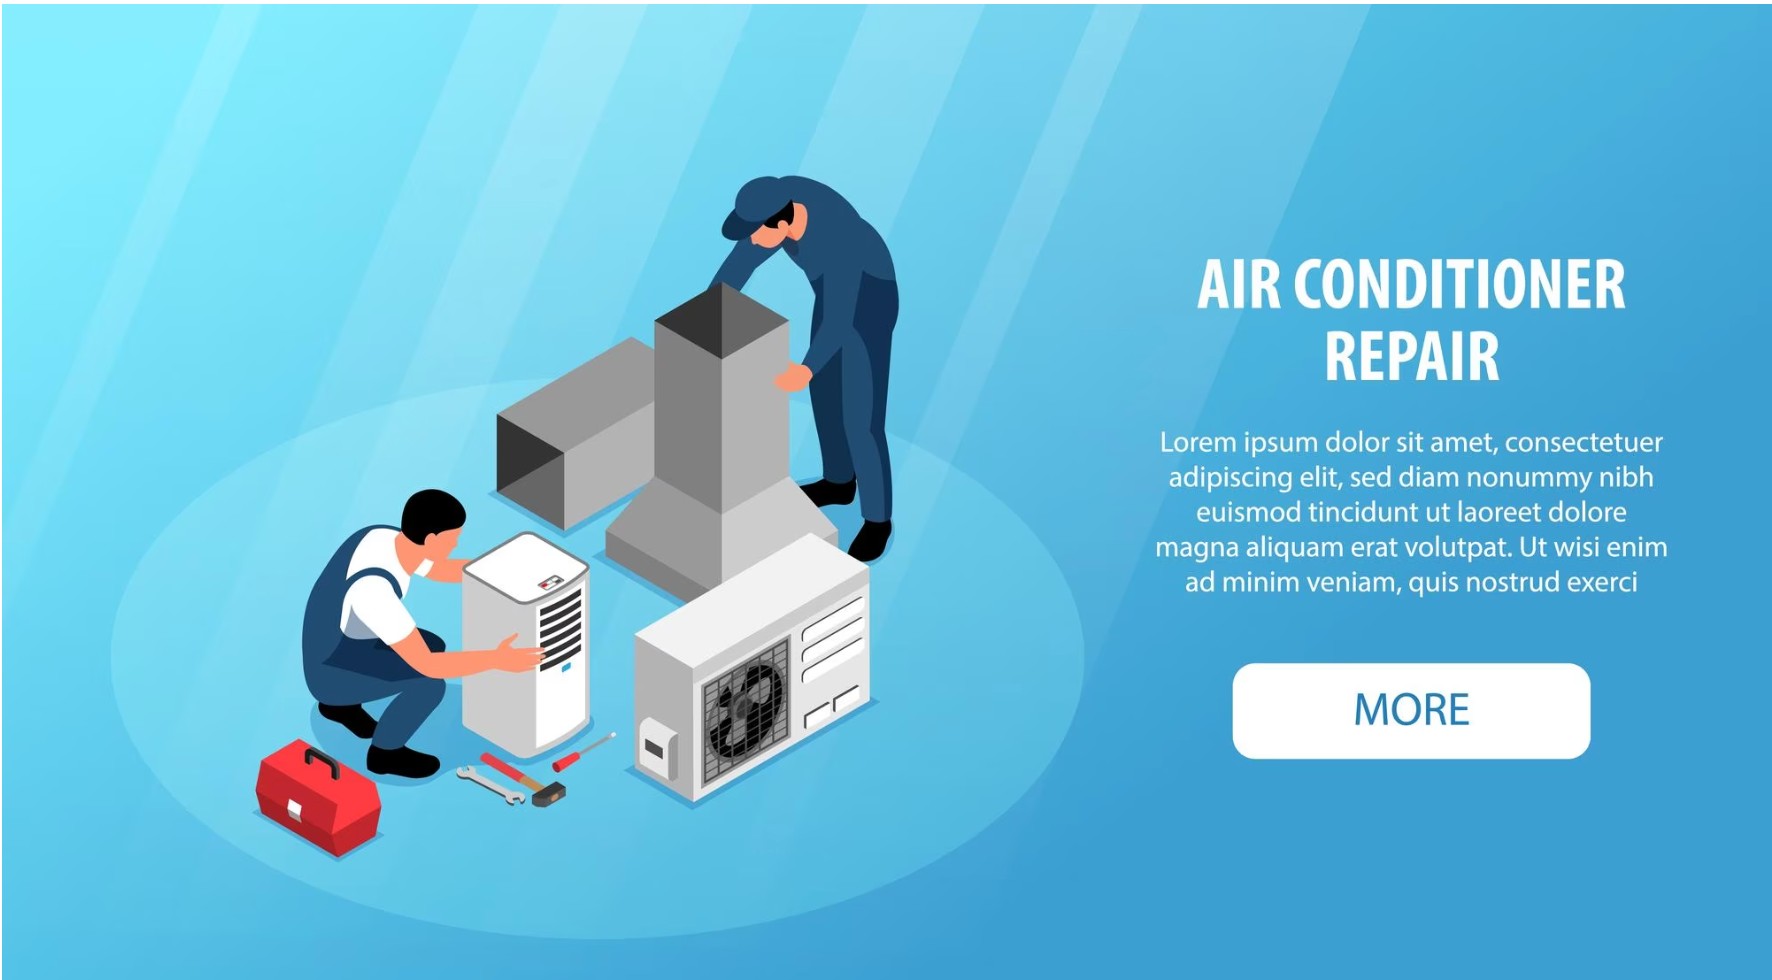 AIR CONDITIONER
REPAIR
Lorem ipsum dolor sit amet, consectetuer
adipiscing elit, sed diam nonummy nibh
euismod tincidunt ut laoreet dolore
magna aliquam erat volutpat. Ut wisi enim
ad minim veniam, quis nostrud exerci
MORE